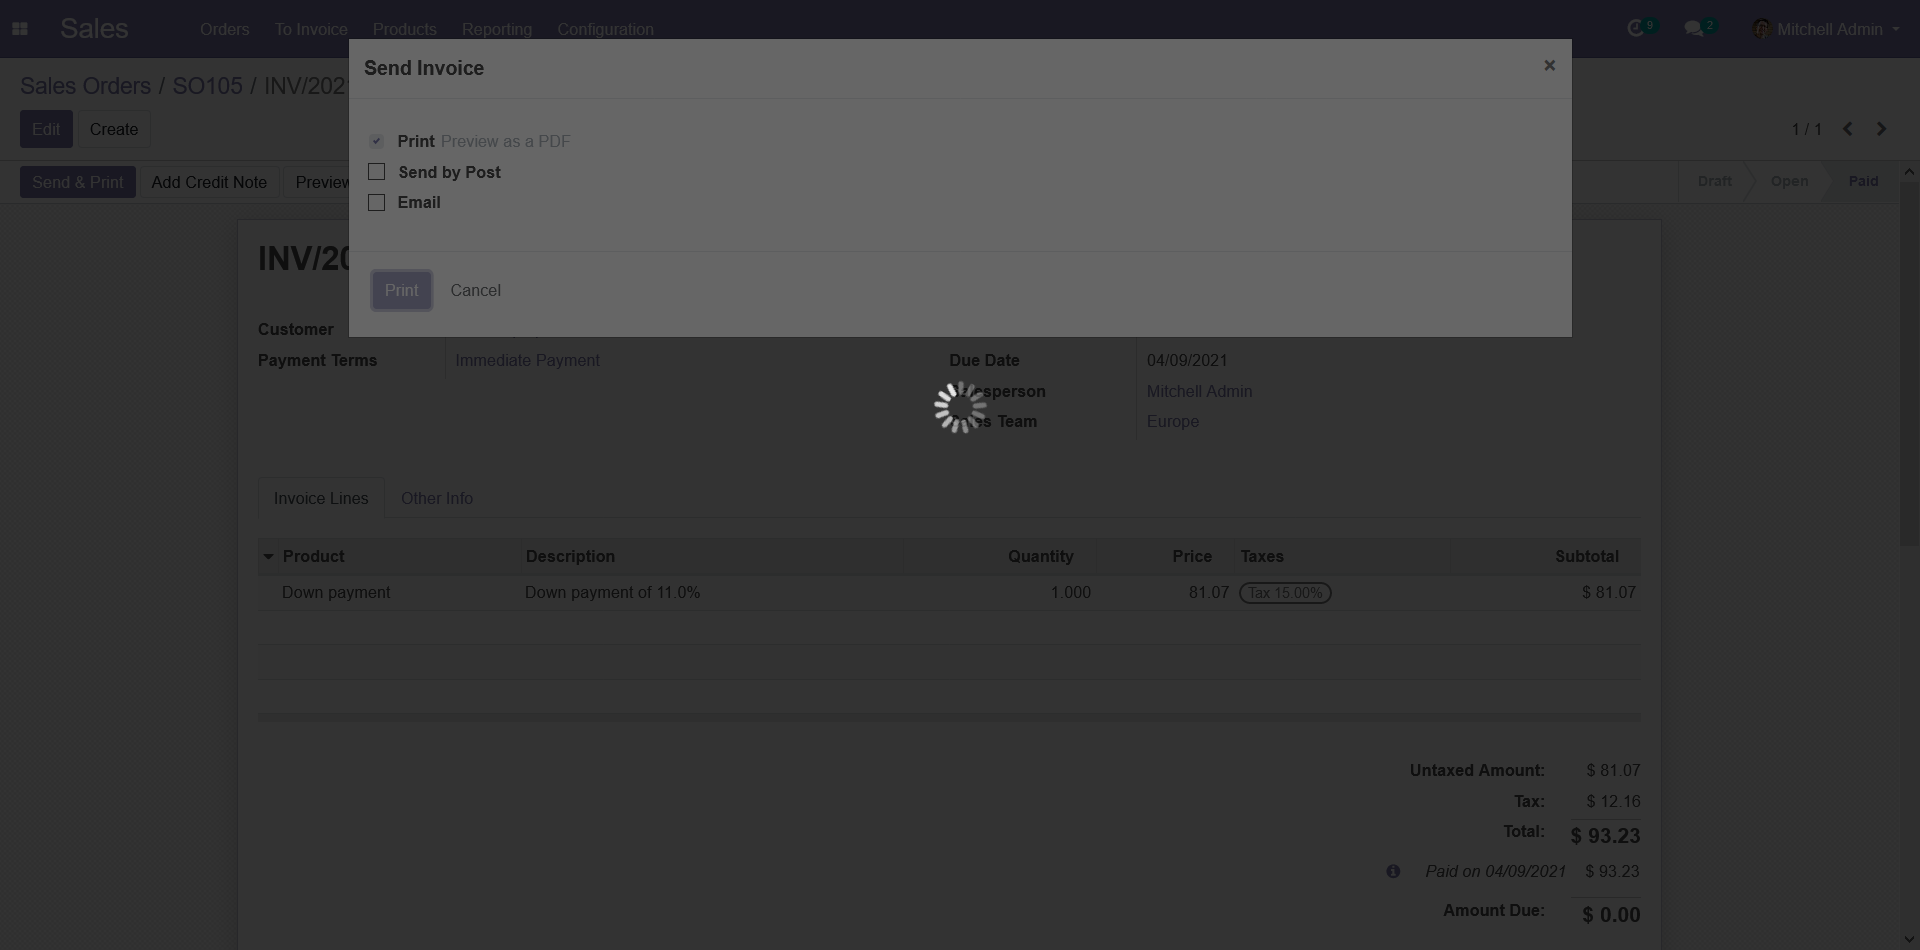 Sales Orders To Invoice Products Reporting Configuration 9 2 Mitchell Admin
Send Invoice ×
Sales Orders / SO105 / INV/202
Edit Create 1 / 1
Print Preview as a PDF
Send by Post
Email
Send & Print Add Credit Note Preview Draft Open Paid
INV/20
Print Cancel
Customer
Payment Terms Immediate Payment Due Date 04/09/2021
Salesperson Mitchell Admin
Sales Team Europe
Invoice Lines Other Info
Product Description Quantity Price Taxes Subtotal
Down payment Down payment of 11.0% 1.000 81.07 Tax 15.00% $ 81.07
Untaxed Amount: $ 81.07
Tax: $ 12.16
Total: $ 93.23
Paid on 04/09/2021 $ 93.23
Amount Due: $ 0.00